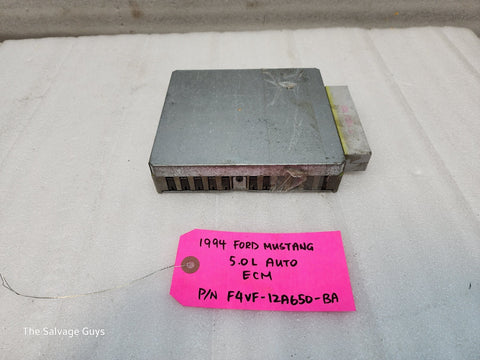 1994 FORD MUSTANG
5.0L AUTO
ECM
P/N F4VF-12A650-BA
The Salvage Guys